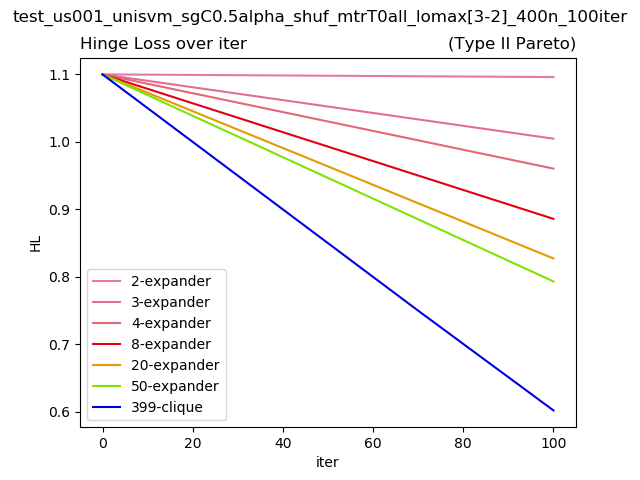 test_us001_unisvm_sgC0.5alpha_shuf_mtrT0all_lomax[3-2]_400n_100iter
Hinge Loss over iter (Type II Pareto)
1.1
1.0
0.9
0.8
0.7
0.6
HL
2-expander
3-expander
4-expander
8-expander
20-expander
50-expander
399-clique
0 20 40 60 80 100
iter